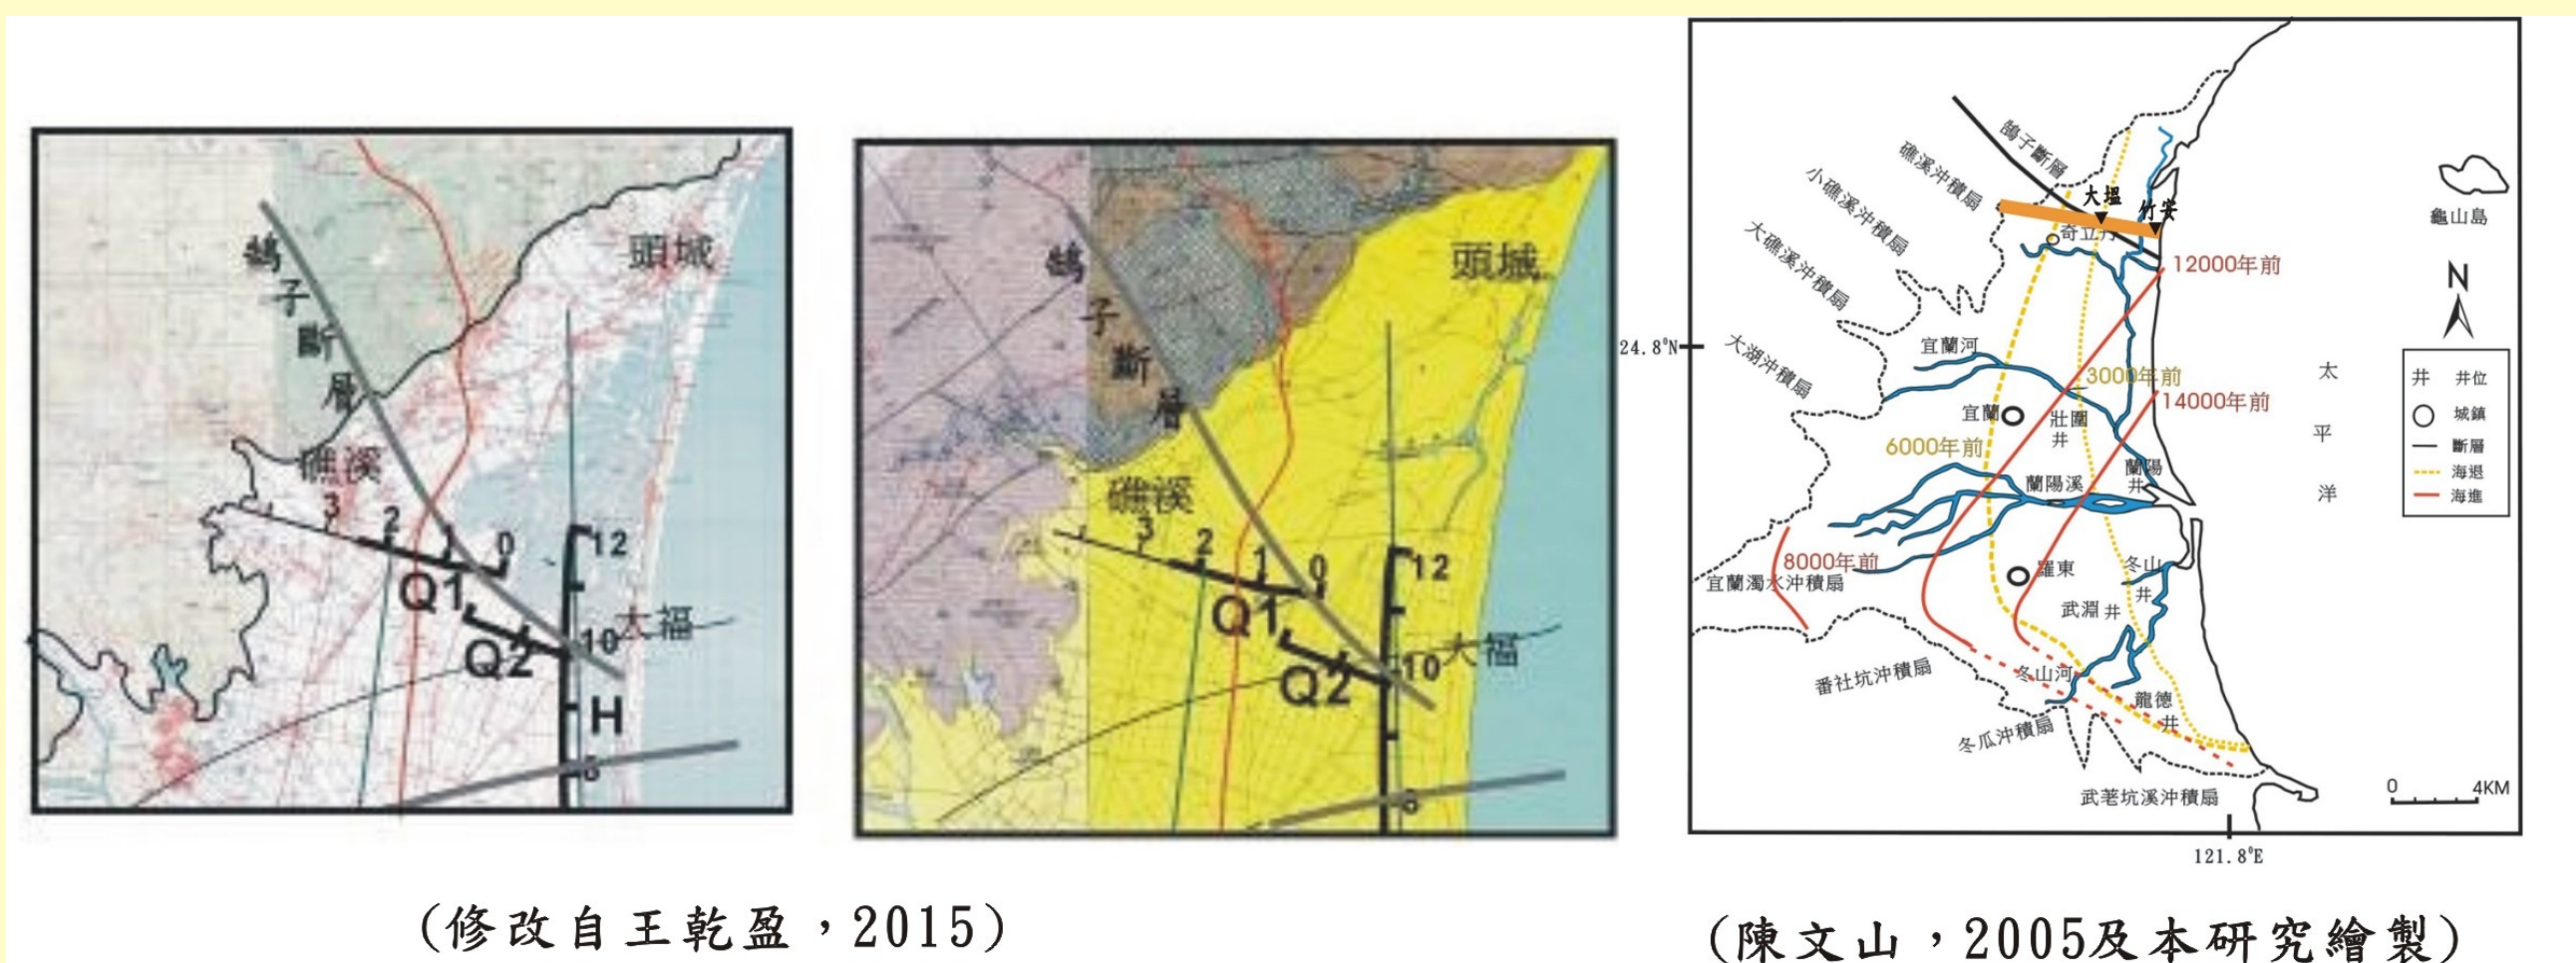 鵠子斷層
頭城
礁溪
3
2
1
0
12
Q1
大福
10
Q2
H
8
鵠子斷層
頭城
礁溪
3
2
1
0
12
Q1
大福
10
Q2
8
(修改自王乾盈，2015)
鵠子斷層
礁溪沖積扇
小礁溪沖積扇
大礁溪沖積扇
大湖沖積扇
大塭
竹安
奇立丹
龜山島
12000年前
N
24.8°N
宜蘭河
3000年前
14000年前
太平洋
宜蘭
壯圍
井
6000年前
蘭陽溪
蘭陽
井
8000年前
宜蘭濁水沖積扇
羅東
冬山
井
武淵 井
番社坑沖積扇
冬山河
龍德
井
冬瓜沖積扇
武荖坑溪沖積扇
井 井位
城鎮
斷層
海退
海進
0 4KM
121.8°E
(陳文山，2005及本研究繪製)